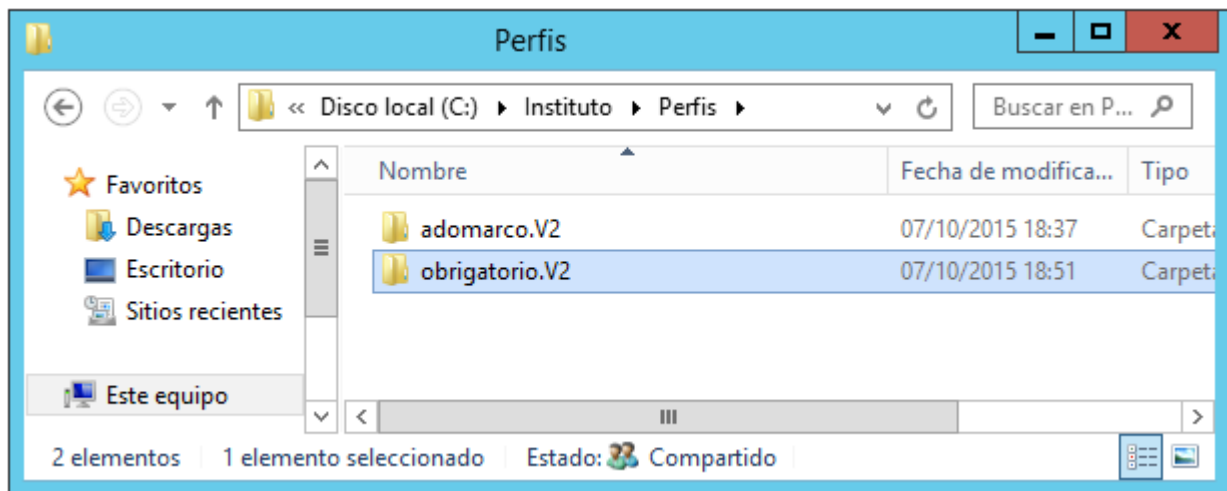 Perfis
« Disco local (C:) ▸ Instituto ▸ Perfis ▸ Buscar en P...
Favoritos
Descargas
Escritorio
Sitios recientes
Este equipo
Nombre Fecha de modifica... Tipo
adomarco.V2 07/10/2015 18:37 Carpeta
obrigatorio.V2 07/10/2015 18:51 Carpeta
2 elementos 1 elemento seleccionado Estado: Compartido